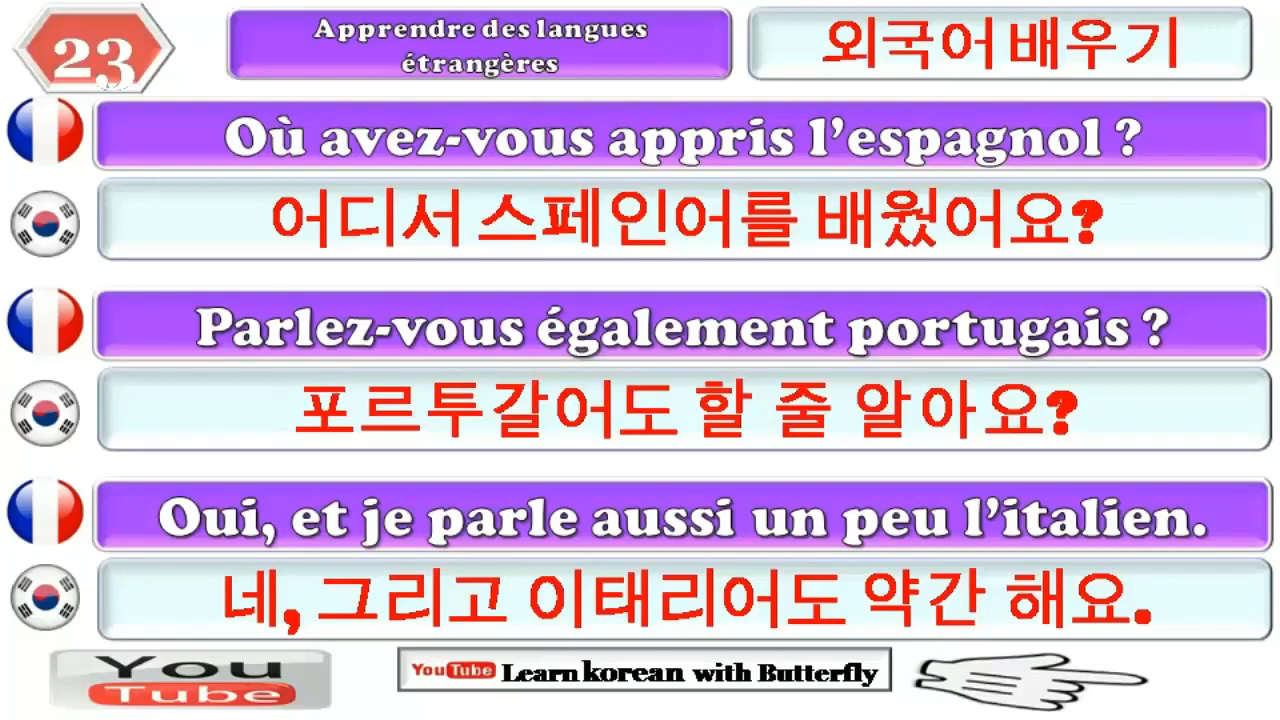 23
Apprendre des langues
étrangères
외국어 배우기
Où avez-vous appris l'espagnol ?
어디서 스페인어를 배웠어요?
Parlez-vous également portugais ?
포르투갈어도 할 줄 알아요?
Oui, et je parle aussi un peu l'italien.
네, 그리고 이태리어도 약간 해요.
You
Tube
YouTube Learn korean with Butterfly